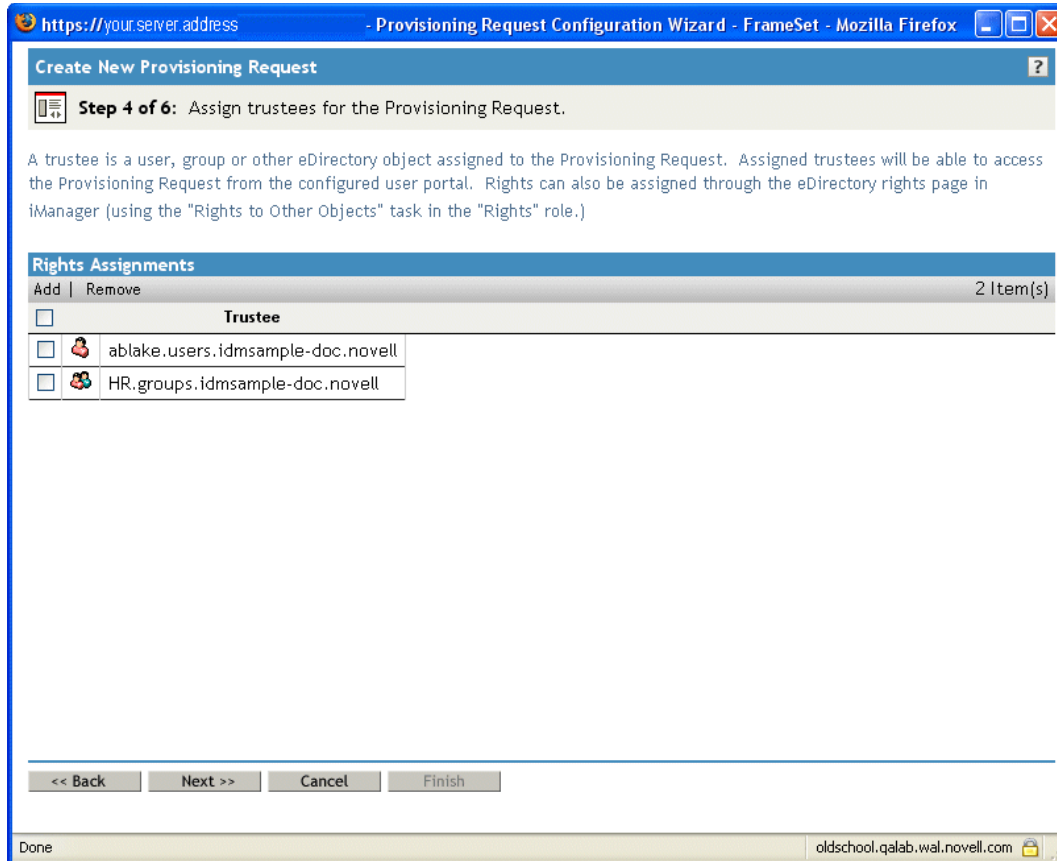 https://your.server.address - Provisioning Request Configuration Wizard - FrameSet - Mozilla Firefox
Create New Provisioning Request ?
Step 4 of 6: Assign trustees for the Provisioning Request.
A trustee is a user, group or other eDirectory object assigned to the Provisioning Request. Assigned trustees will be able to access
the Provisioning Request from the configured user portal. Rights can also be assigned through the eDirectory rights page in
iManager (using the "Rights to Other Objects" task in the "Rights" role.)
Rights Assignments
Add | Remove 2 Item(s)
Trustee
ablake.users.idmsample-doc.novell
HR.groups.idmsample-doc.novell
<< Back Next >> Cancel Finish
Done oldschool.qalab.wal.novell.com